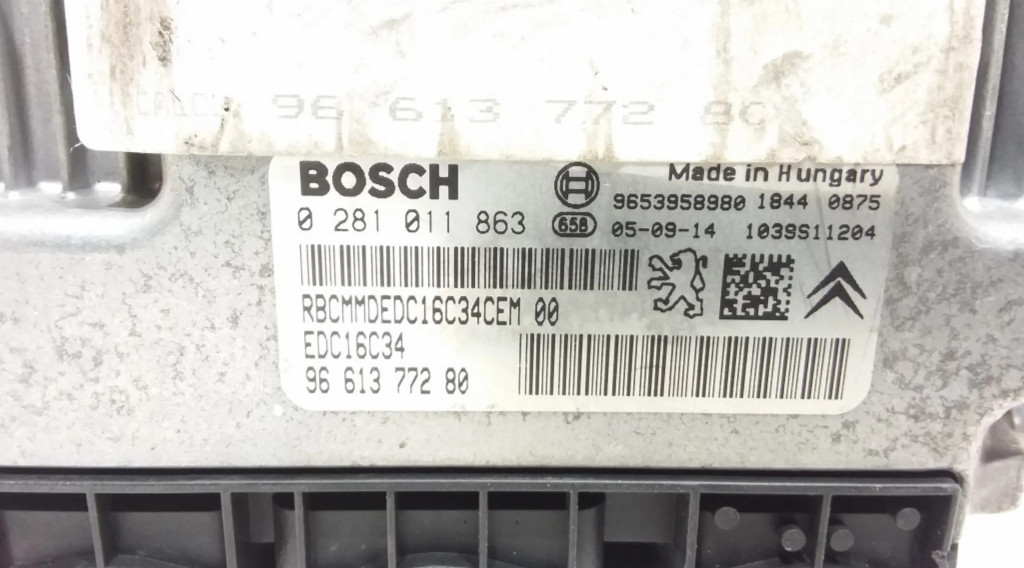 96 613 772 80
BOSCH
Made in Hungary
9653958980 1844 0875
0 281 011 863 658 05-09-14 1039S11204
RBCMMDEDC16C34CEM 00
EDC16C34
96 613 772 80